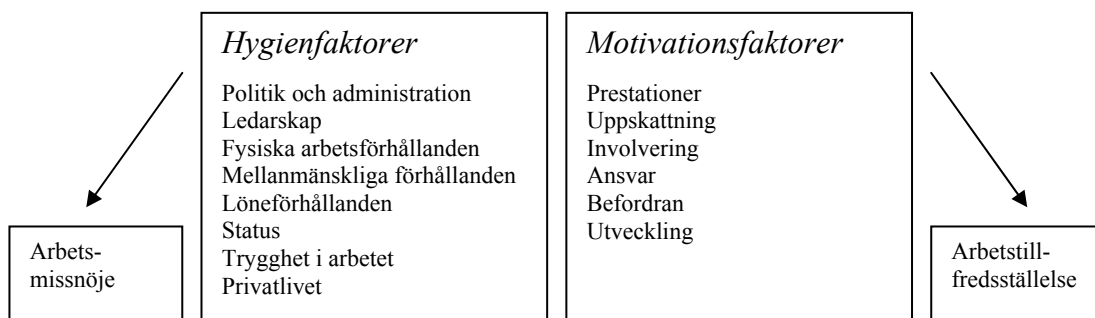 Hygienfaktorer
Politik och administration
Ledarskap
Fysiska arbetsförhållanden
Mellanmänskliga förhållanden
Löneförhållanden
Status
Trygghet i arbetet
Privatlivet
Motivationsfaktorer
Prestationer
Uppskattning
Involvering
Ansvar
Befordran
Utveckling
Arbets-
missnöje
Arbetstill-
fredsställelse